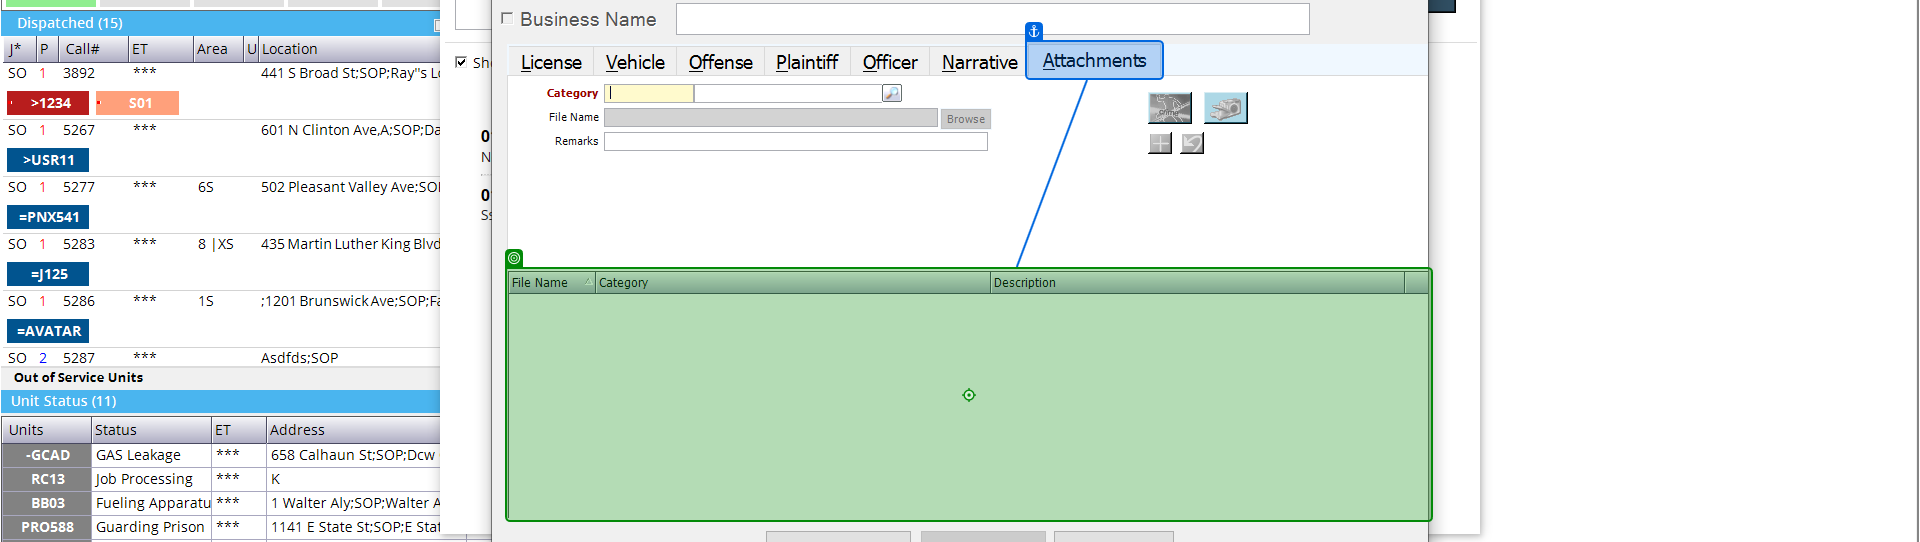 Dispatched (15)
J* P Call# ET Area U Location
SO 1 3892 *** 441 S Broad St;SOP;Ray"s
>1234 S01
SO 1 5267 *** 601 N Clinton Ave,A;SOP;Da
>USR11
SO 1 5277 *** 6S 502 Pleasant Valley Ave;SO
=PNX541
SO 1 5283 *** 8 |XS 435 Martin Luther King Blvd
=J125
SO 1 5286 *** 1S ;1201 Brunswick Ave;SOP;Fa
=AVATAR
SO 2 5287 *** Asdfds;SOP
Out of Service Units
Unit Status (11)
Units Status ET Address
-GCAD GAS Leakage *** 658 Calhaun St;SOP;Dcw
RC13 Job Processing *** K
BB03 Fueling Apparatu *** 1 Walter Aly;SOP;Walter A
PRO588 Guarding Prison *** 1141 E State St;SOP;E Stat
Sh
N
Ss
Business Name
License Vehicle Offense Plaintiff Officer Narrative Attachments
Category
File Name Browse
Remarks
File Name Category Description